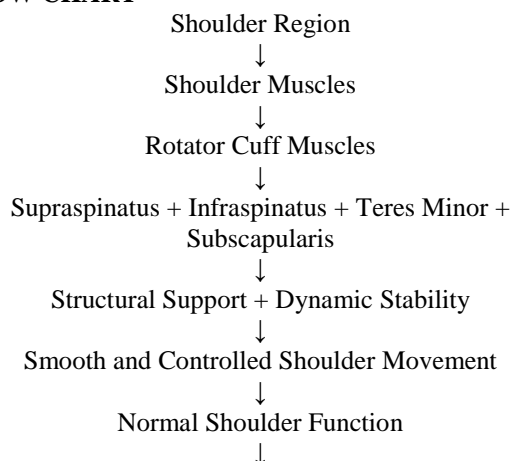 Shoulder Region
↓
Shoulder Muscles
↓
Rotator Cuff Muscles
↓
Supraspinatus + Infraspinatus + Teres Minor +
Subscapularis
↓
Structural Support + Dynamic Stability
↓
Smooth and Controlled Shoulder Movement
↓
Normal Shoulder Function
↓